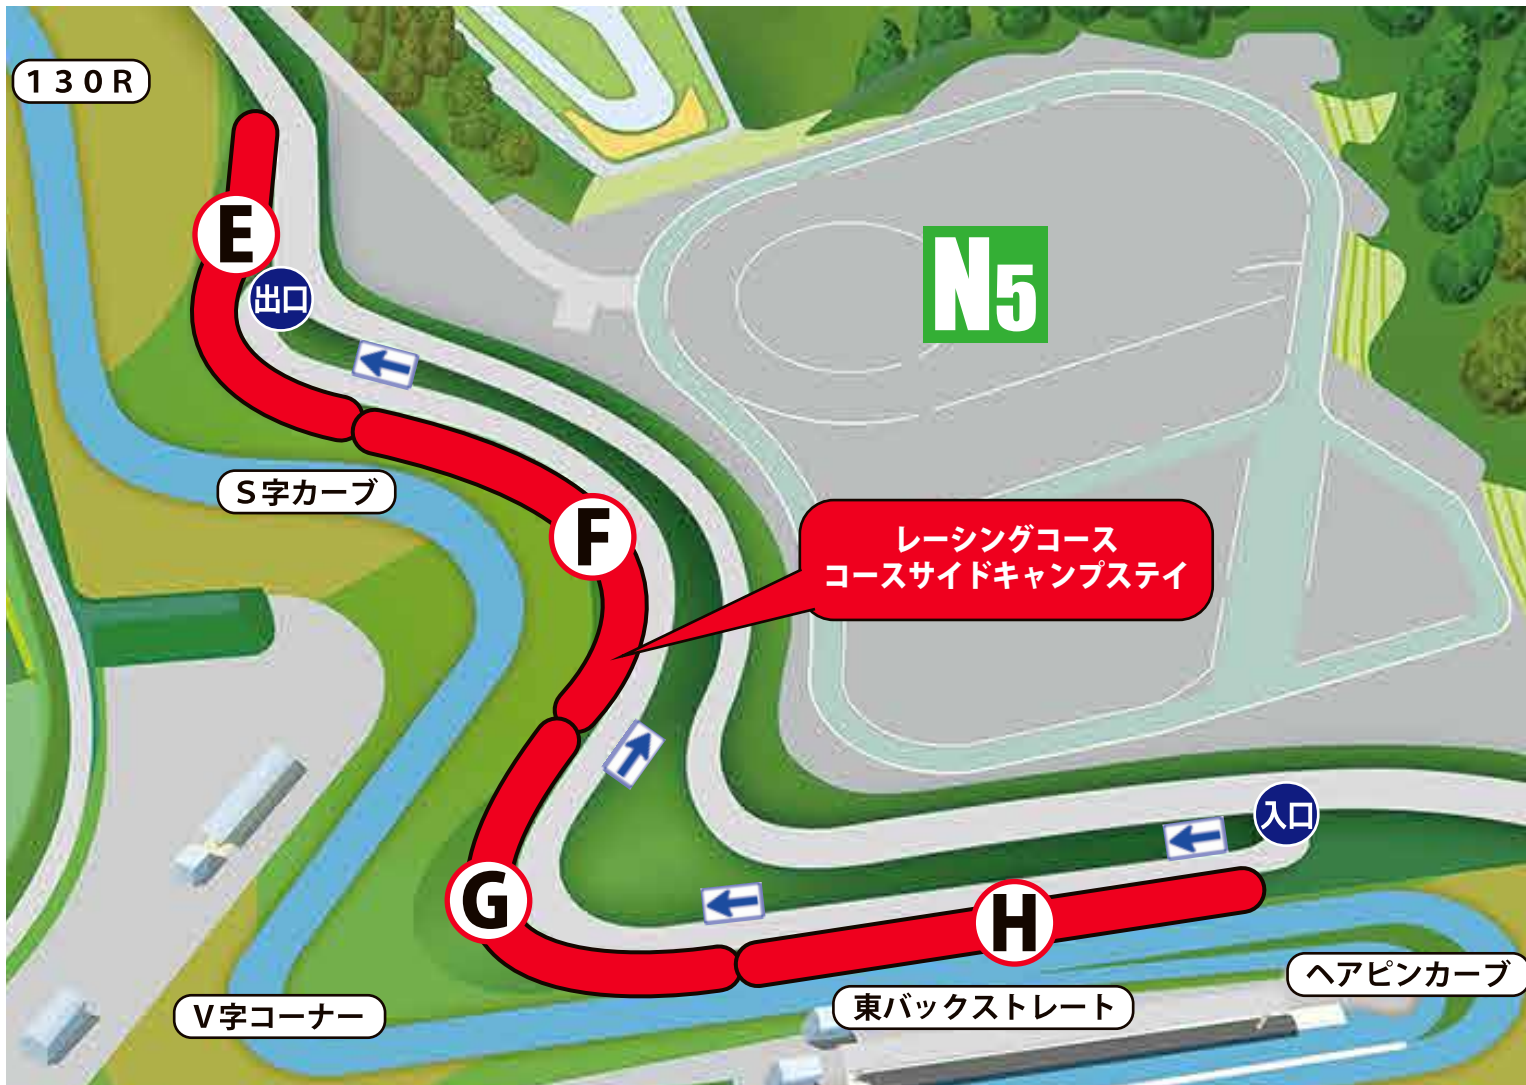 １３０Ｒ
E
出口
N5
Ｓ字カーブ
F
レーシングコース
コースサイドキャンプステイ
入口
G
H
ヘアピンカーブ
Ｖ字コーナー
東バックストレート